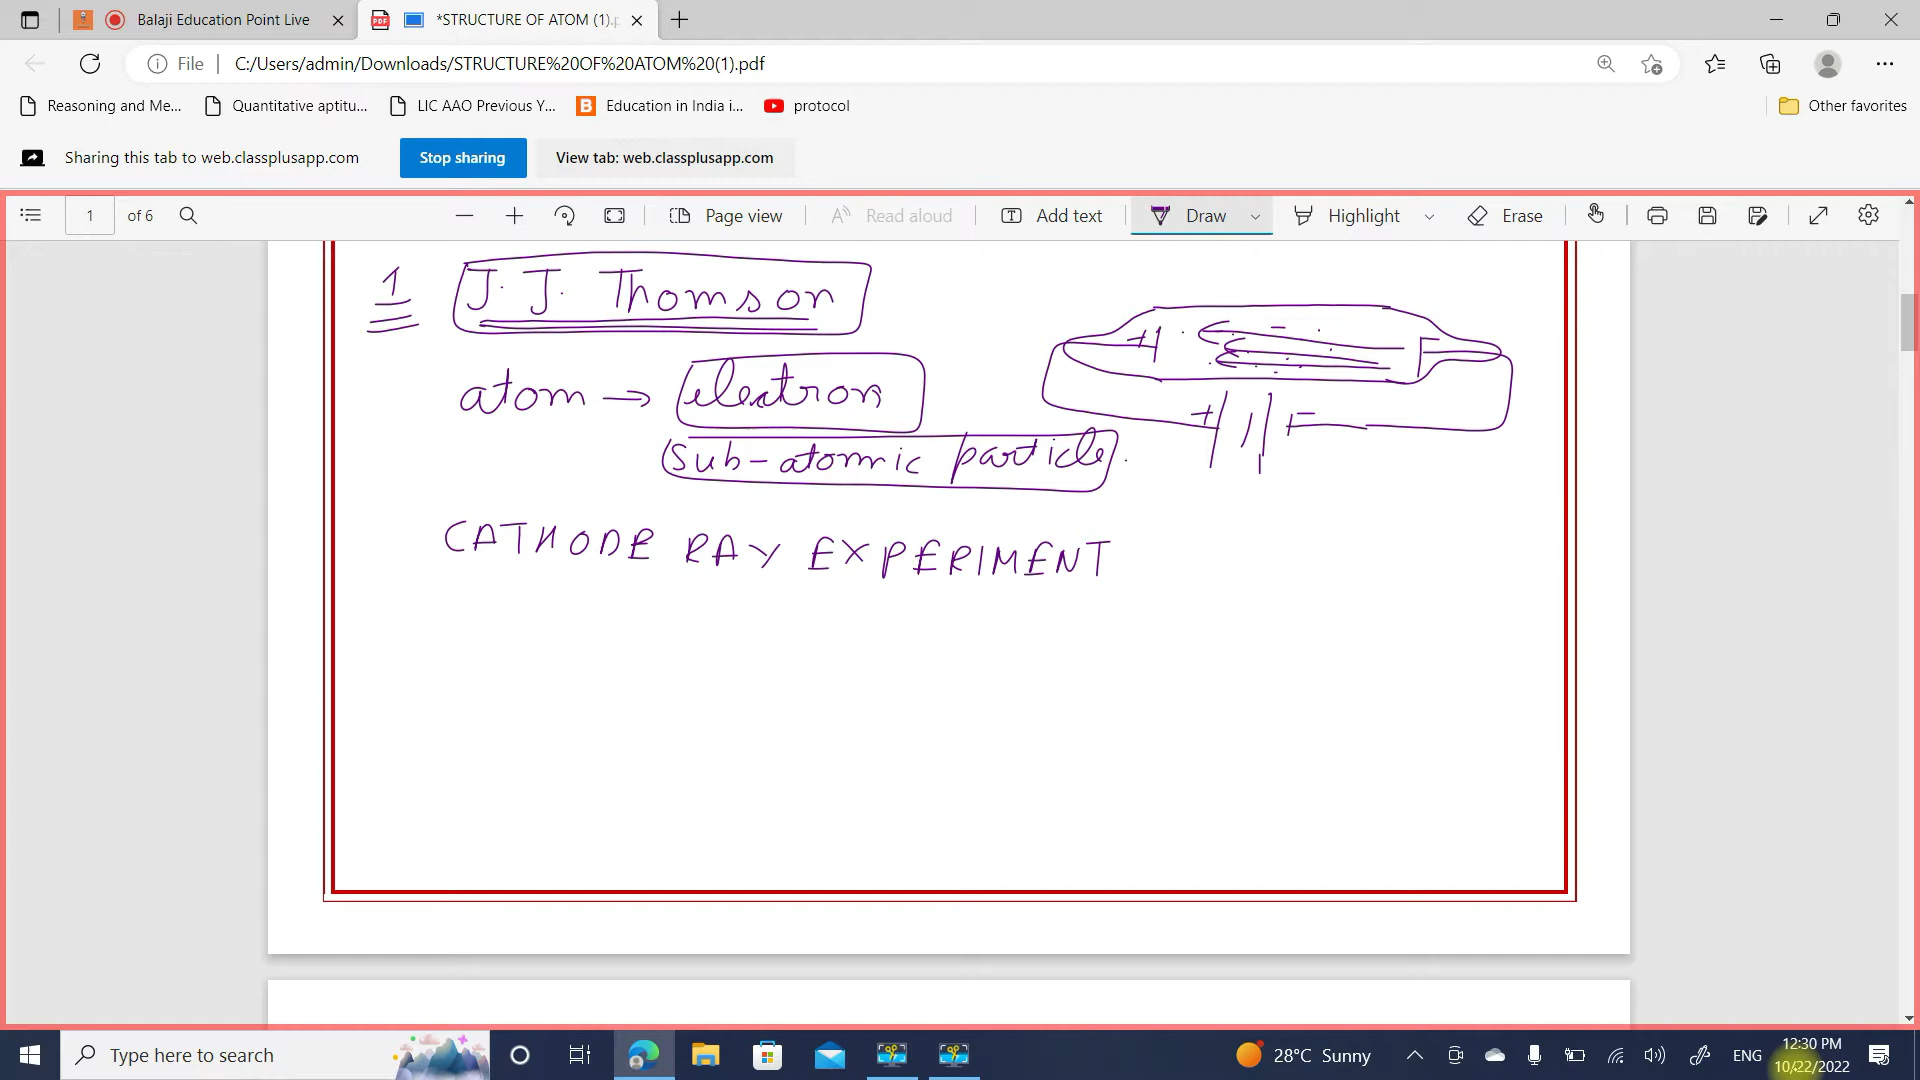 Balaji Education Point Live
*STRUCTURE OF ATOM (1).p
File C:/Users/admin/Downloads/STRUCTURE%20OF%20ATOM%20(1).pdf
Reasoning and Me... Quantitative aptitu... LIC AAO Previous Y... Education in India i... protocol Other favorites
Sharing this tab to web.classplusapp.com Stop sharing View tab: web.classplusapp.com
1 of 6 Page view Read aloud Add text Draw Highlight Erase
1 J. J. Thomson
atom → electron
sub-atomic particle.
CATHODE RAY EXPERIMENT
Type here to search 28°C Sunny ENG 12:30 PM
10/22/2022